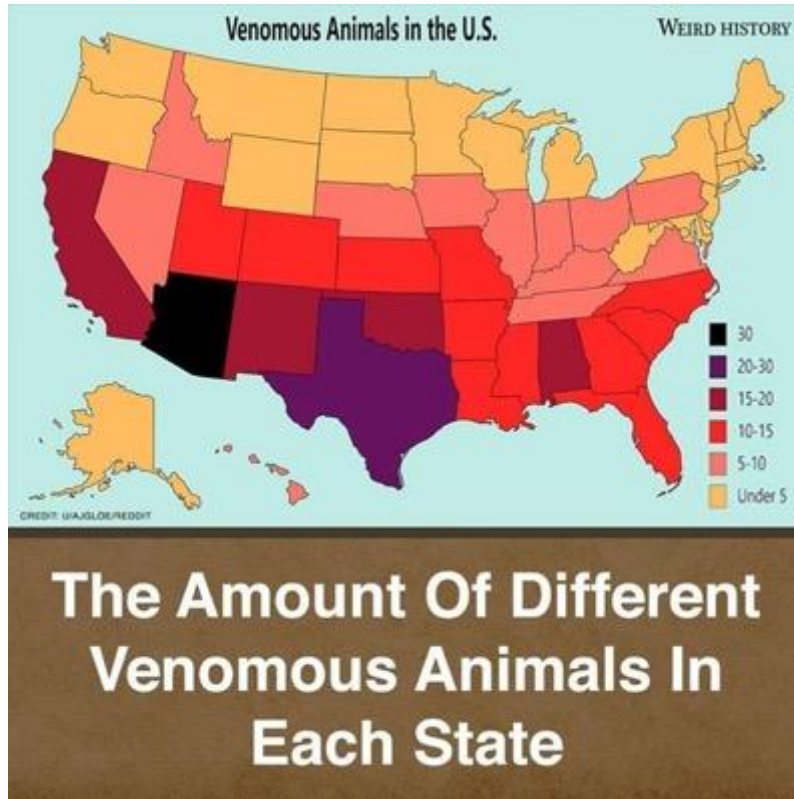 Venomous Animals in the U.S.
WEIRD HISTORY
30
20-30
15-20
10-15
5-10
Under 5
CREDIT: U/AJGLOE/REDDIT
The Amount Of Different
Venomous Animals In
Each State